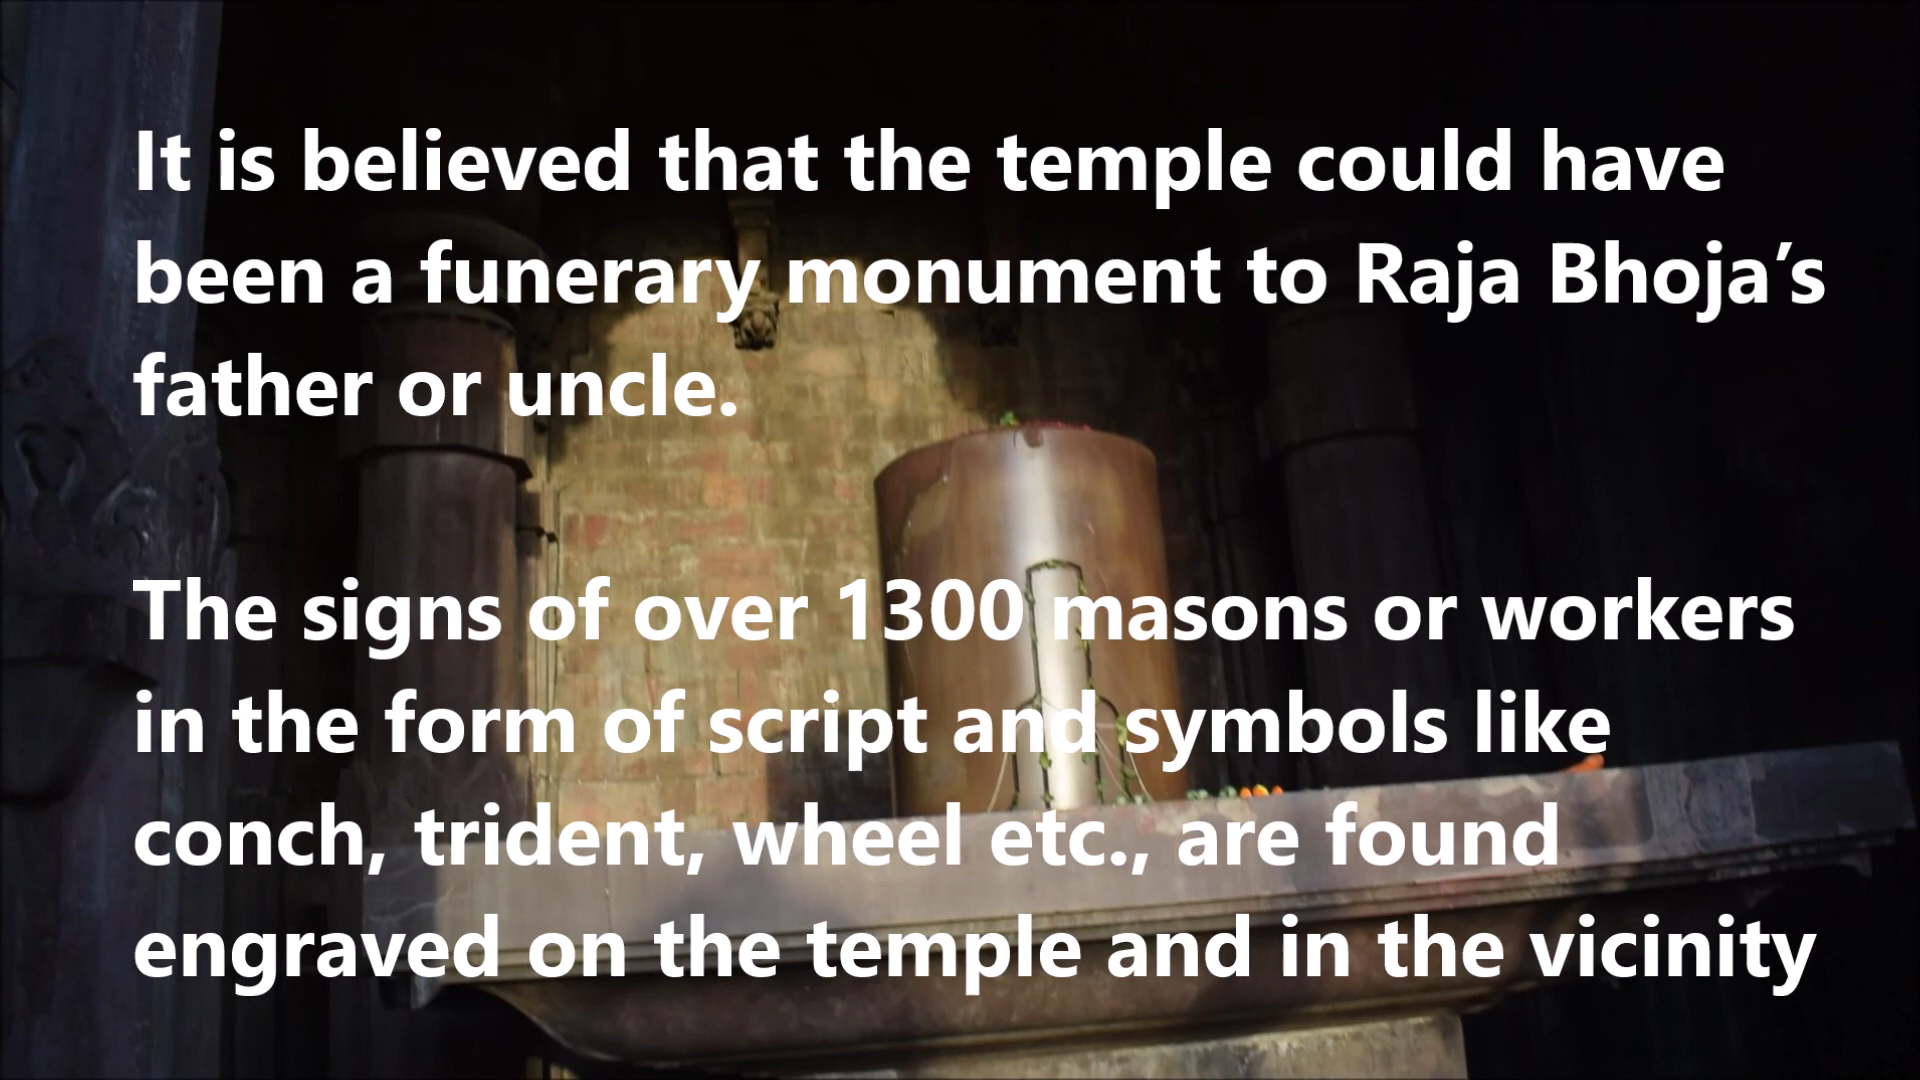 It is believed that the temple could have
been a funerary monument to Raja Bhoja’s
father or uncle.
The signs of over 1300 masons or workers
in the form of script and symbols like
conch, trident, wheel etc., are found
engraved on the temple and in the vicinity